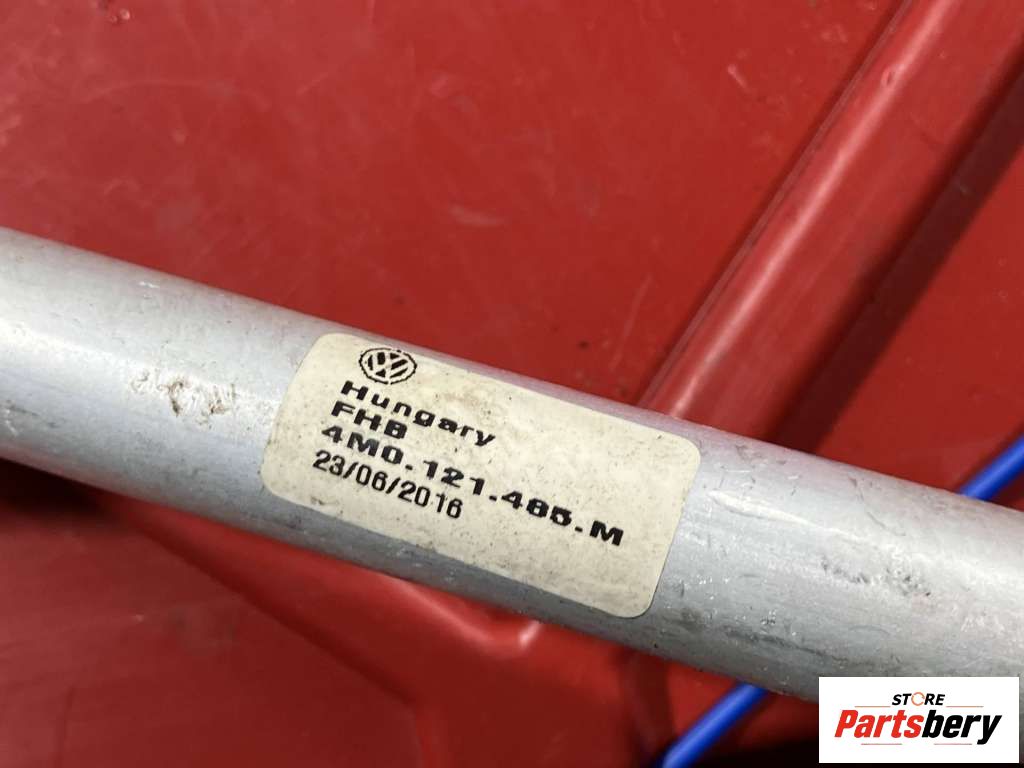 Hungary
FHB
4M0.121.485.M
23/06/2016
STORE
Partsbery